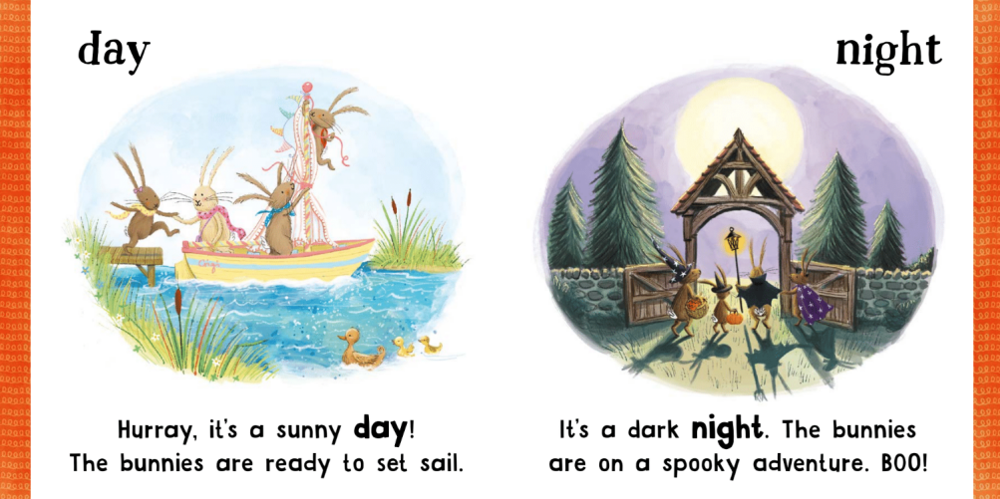 day
Hurray, it's a sunny day!
The bunnies are ready to set sail.
night
It's a dark night. The bunnies
are on a spooky adventure. BOO!